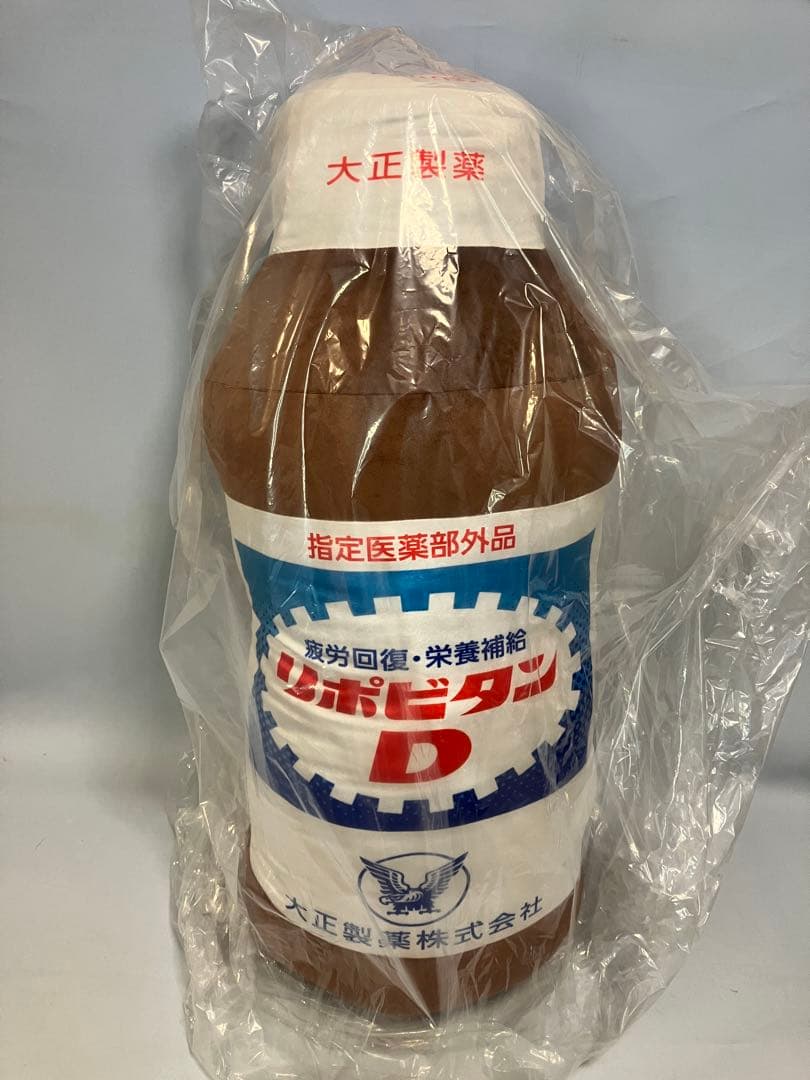 大正製薬
指定医薬部外品
疲労回復・栄養補給
リポビタン
D
大正製薬株式会社